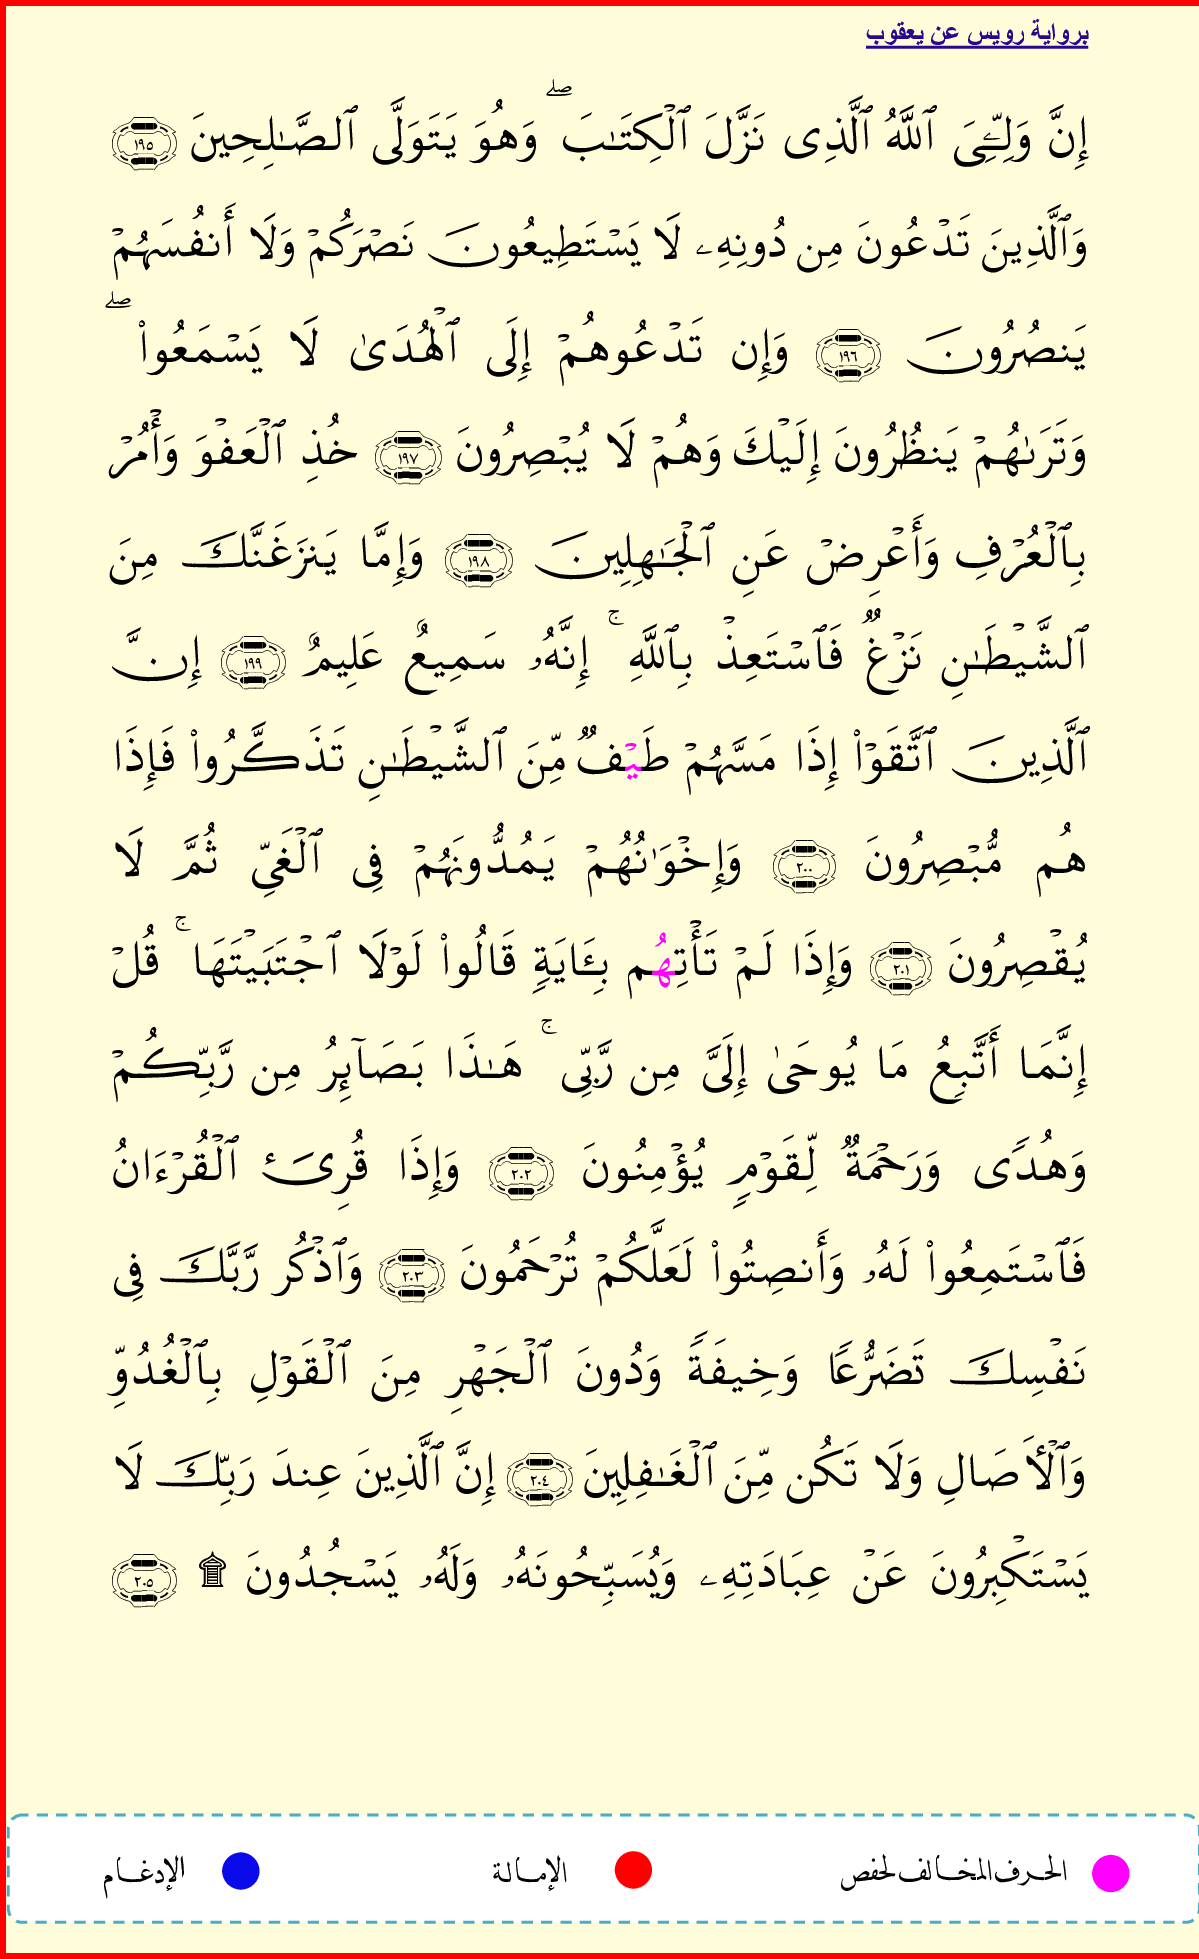 برواية رويس عن يعقوب
إِنَّ وَلِـِّۧيَ ٱللَّهُ ٱلَّذِى نَزَّلَ ٱلْكِتَـٰبَ ۖ وَهُوَ يَتَوَلَّى ٱلصَّـٰلِحِينَ ١٩٥
وَٱلَّذِينَ تَدْعُونَ مِن دُونِهِۦ لَا يَسْتَطِيعُونَ نَصْرَكُمْ وَلَا أَنفُسَهُمْ
يَنصُرُونَ ١٩٦ وَإِن تَدْعُوهُمْ إِلَى ٱلْهُدَىٰ لَا يَسْمَعُوا۟ ۖ
وَتَرَىٰهُمْ يَنظُرُونَ إِلَيْكَ وَهُمْ لَا يُبْصِرُونَ ١٩٧ خُذِ ٱلْعَفْوَ وَأْمُرْ
بِٱلْعُرْفِ وَأَعْرِضْ عَنِ ٱلْجَـٰهِلِينَ ١٩٨ وَإِمَّا يَنزَغَنَّكَ مِنَ
ٱلشَّيْطَـٰنِ نَزْغٌ فَٱسْتَعِذْ بِٱللَّهِ ۚ إِنَّهُۥ سَمِيعٌ عَلِيمٌ ١٩٩ إِنَّ
ٱلَّذِينَ ٱتَّقَوْا۟ إِذَا مَسَّهُمْ طَيْفٌ مِّنَ ٱلشَّيْطَـٰنِ تَذَكَّرُوا۟ فَإِذَا
هُم مُّبْصِرُونَ ٢٠٠ وَإِخْوَٰنُهُمْ يَمُدُّونَهُمْ فِى ٱلْغَىِّ ثُمَّ لَا
يُقْصِرُونَ ٢٠١ وَإِذَا لَمْ تَأْتِهُم بِـَٔايَةٍ قَالُوا۟ لَوْلَا ٱجْتَبَيْتَهَا ۚ قُلْ
إِنَّمَا أَتَّبِعُ مَا يُوحَىٰ إِلَىَّ مِن رَّبِّى ۚ هَـٰذَا بَصَآئِرُ مِن رَّبِّكُمْ
وَهُدًى وَرَحْمَةٌ لِّقَوْمٍ يُؤْمِنُونَ ٢٠٢ وَإِذَا قُرِئَ ٱلْقُرْءَانُ
فَٱسْتَمِعُوا۟ لَهُۥ وَأَنصِتُوا۟ لَعَلَّكُمْ تُرْحَمُونَ ٢٠٣ وَٱذْكُر رَّبَّكَ فِى
نَفْسِكَ تَضَرُّعًا وَخِيفَةً وَدُونَ ٱلْجَهْرِ مِنَ ٱلْقَوْلِ بِٱلْغُدُوِّ
وَٱلْـَٔاصَالِ وَلَا تَكُن مِّنَ ٱلْغَـٰفِلِينَ ٢٠٤ إِنَّ ٱلَّذِينَ عِندَ رَبِّكَ لَا
يَسْتَكْبِرُونَ عَنْ عِبَادَتِهِۦ وَيُسَبِّحُونَهُۥ وَلَهُۥ يَسْجُدُونَ ۩ ٢٠٥
الحرف المخالف لحفص الإمالة الإدغام